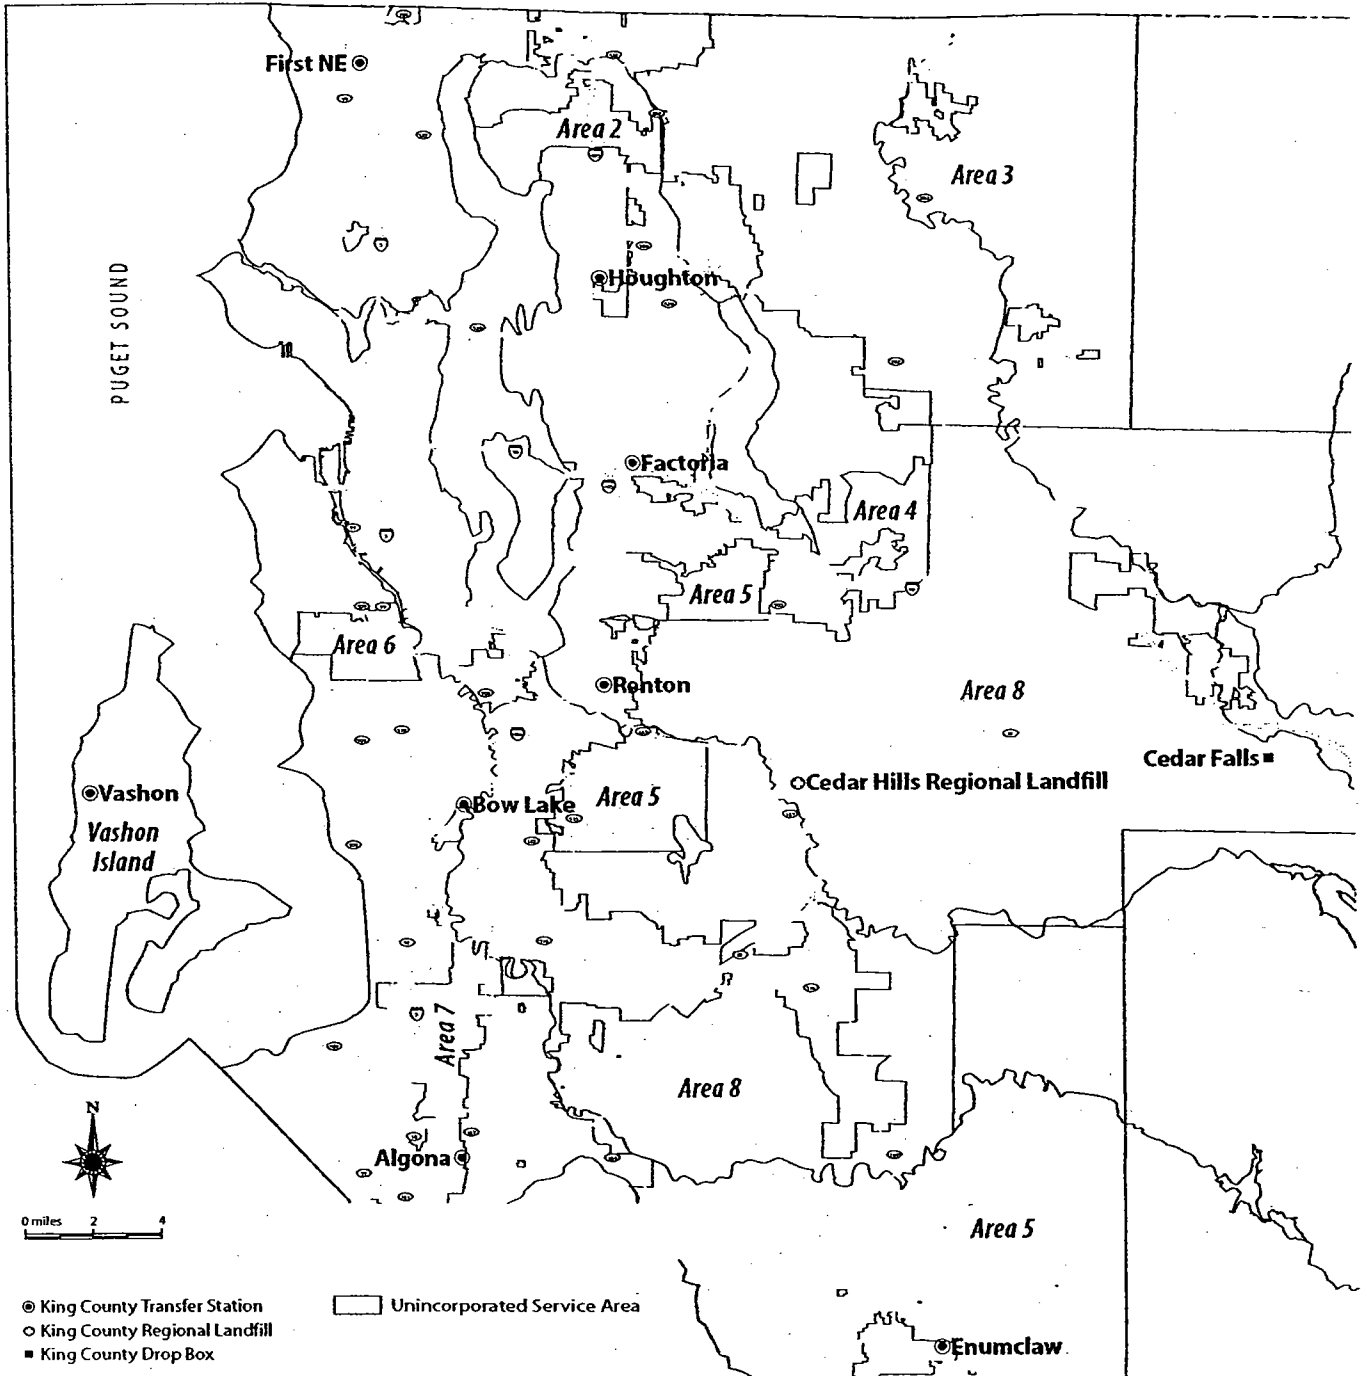 First NE
Area 2
Area 3
PUGET SOUND
Houghton
Factoria
Area 4
Area 5
Area 6
Renton
Area 8
Cedar Falls
Cedar Hills Regional Landfill
Vashon
Bow Lake
Area 5
Vashon
Island
Area 7
Area 8
N
Algona
0 miles 2 4
Area 5
King County Transfer Station
Unincorporated Service Area
King County Regional Landfill
King County Drop Box
Enumclaw